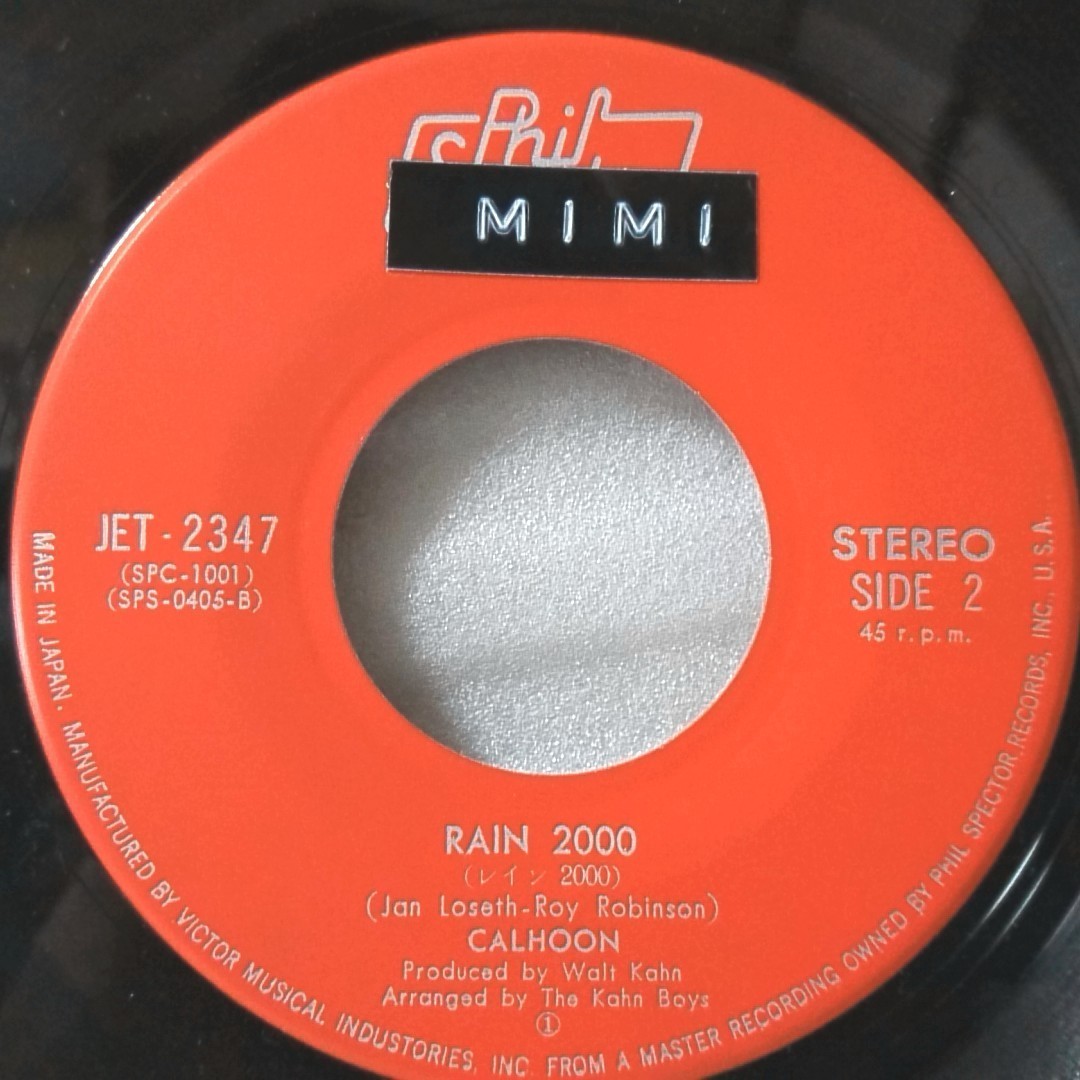 Phil
MIMI
JET-2347
(SPC-1001)
(SPS-0405-B)
STEREO
SIDE 2
45 r.p.m.
RAIN 2000
(レイン 2000)
(Jan Loseth-Roy Robinson)
CALHOON
Produced by Walt Kahn
Arranged by The Kahn Boys
①
MADE IN JAPAN. MANUFACTURED BY VICTOR MUSICAL INDUSTORIES, INC. FROM A MASTER RECORDING OWNED BY PHIL SPECTOR RECORDS, INC., U.S.A.